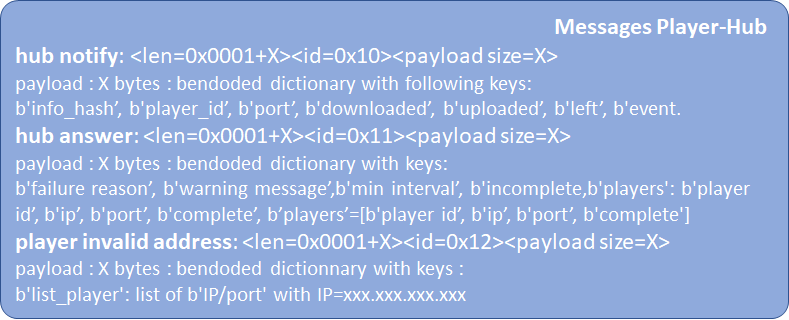 Messages Player-Hub
hub notify: <len=0x0001+X><id=0x10><payload size=X>
payload : X bytes : bendoded dictionary with following keys:
b'info_hash’, b'player_id’, b'port’, b'downloaded’, b'uploaded’, b'left’, b'event.
hub answer: <len=0x0001+X><id=0x11><payload size=X>
payload : X bytes : bendoded dictionary with keys:
b'failure reason’, b'warning message’,b'min interval’, b'incomplete,b'players': b'player
id’, b'ip’, b'port’, b'complete’, b’players’=[b'player id’, b'ip’, b'port’, b'complete']
player invalid address: <len=0x0001+X><id=0x12><payload size=X>
payload : X bytes : bendoded dictionnary with keys :
b'list_player': list of b'IP/port' with IP=xxx.xxx.xxx.xxx